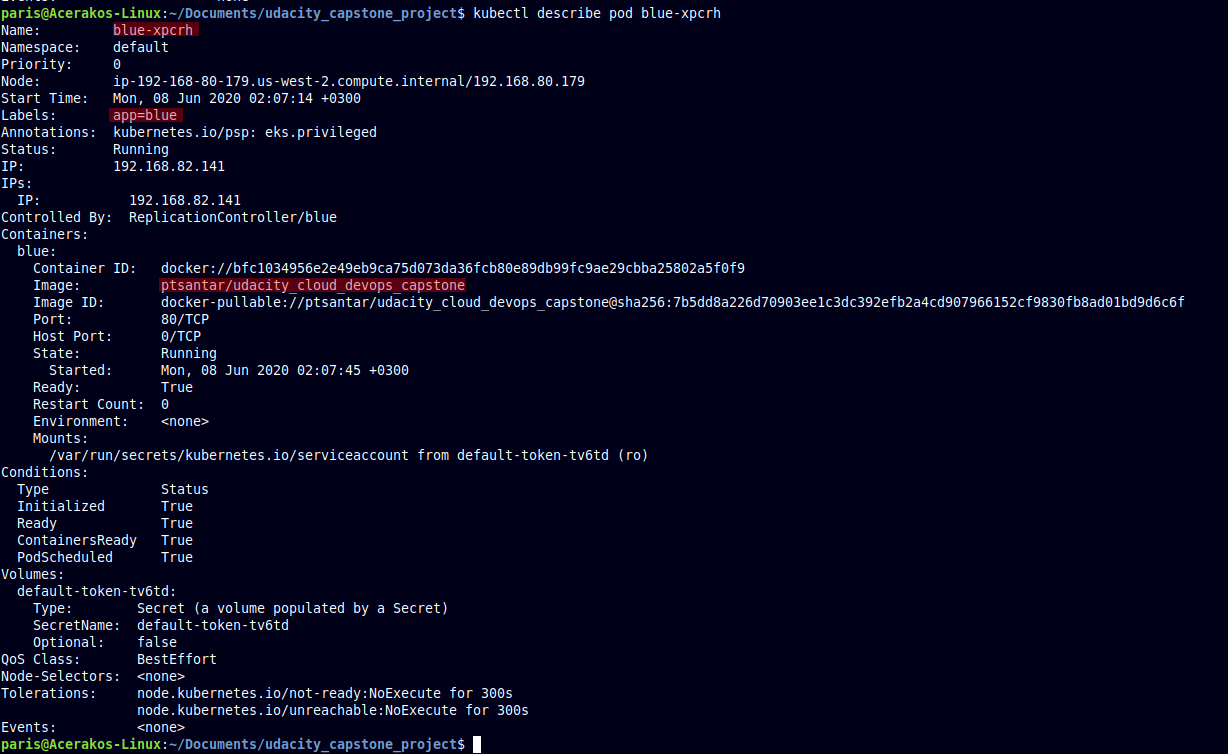 paris@Acerakos-Linux:~/Documents/udacity_capstone_project$ kubectl describe pod blue-xpcrh
Name:         blue-xpcrh
Namespace:    default
Priority:     0
Node:         ip-192-168-80-179.us-west-2.compute.internal/192.168.80.179
Start Time:   Mon, 08 Jun 2020 02:07:14 +0300
Labels:       app=blue
Annotations:  kubernetes.io/psp: eks.privileged
Status:       Running
IP:           192.168.82.141
IPs:
  IP:           192.168.82.141
Controlled By:  ReplicationController/blue
Containers:
  blue:
    Container ID:   docker://bfc1034956e2e49eb9ca75d073da36fcb80e89db99fc9ae29cbba25802a5f0f9
    Image:          ptsantar/udacity_cloud_devops_capstone
    Image ID:       docker-pullable://ptsantar/udacity_cloud_devops_capstone@sha256:7b5dd8a226d70903ee1c3dc392efb2a4cd907966152cf9830fb8ad01bd9d6c6f
    Port:           80/TCP
    Host Port:      0/TCP
    State:          Running
      Started:      Mon, 08 Jun 2020 02:07:45 +0300
    Ready:          True
    Restart Count:  0
    Environment:    <none>
    Mounts:
      /var/run/secrets/kubernetes.io/serviceaccount from default-token-tv6td (ro)
Conditions:
  Type              Status
  Initialized       True
  Ready             True
  ContainersReady   True
  PodScheduled      True
Volumes:
  default-token-tv6td:
    Type:        Secret (a volume populated by a Secret)
    SecretName:  default-token-tv6td
    Optional:    false
QoS Class:       BestEffort
Node-Selectors:  <none>
Tolerations:     node.kubernetes.io/not-ready:NoExecute for 300s
                 node.kubernetes.io/unreachable:NoExecute for 300s
Events:          <none>
paris@Acerakos-Linux:~/Documents/udacity_capstone_project$